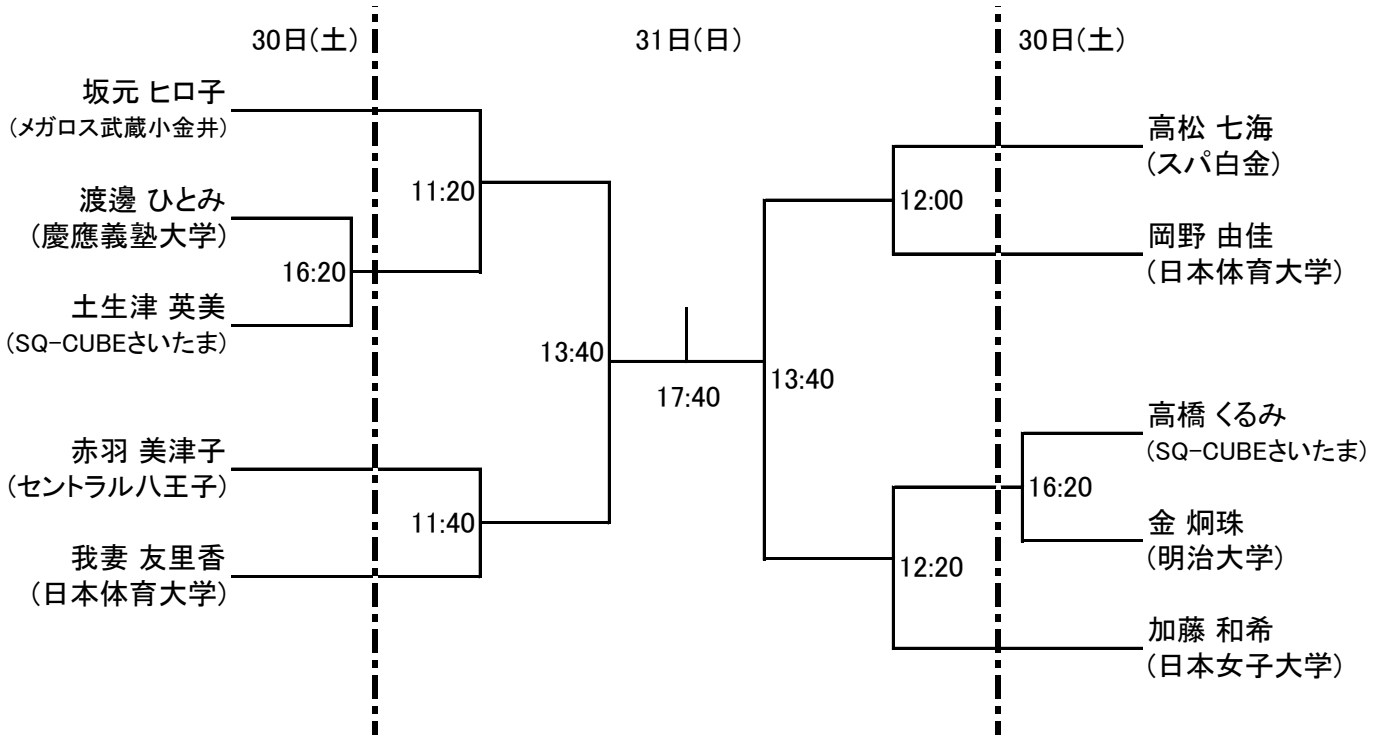 30日(土)
31日(日)
30日(土)
坂元 ヒロ子
(メガロス武蔵小金井)
渡邊 ひとみ
(慶應義塾大学)
土生津 英美
(SQ-CUBEさいたま)
赤羽 美津子
(セントラル八王子)
我妻 友里香
(日本体育大学)
16:20
11:20
11:40
13:40
17:40
13:40
12:00
12:20
16:20
高松 七海
(スパ白金)
岡野 由佳
(日本体育大学)
高橋 くるみ
(SQ-CUBEさいたま)
金 炯珠
(明治大学)
加藤 和希
(日本女子大学)